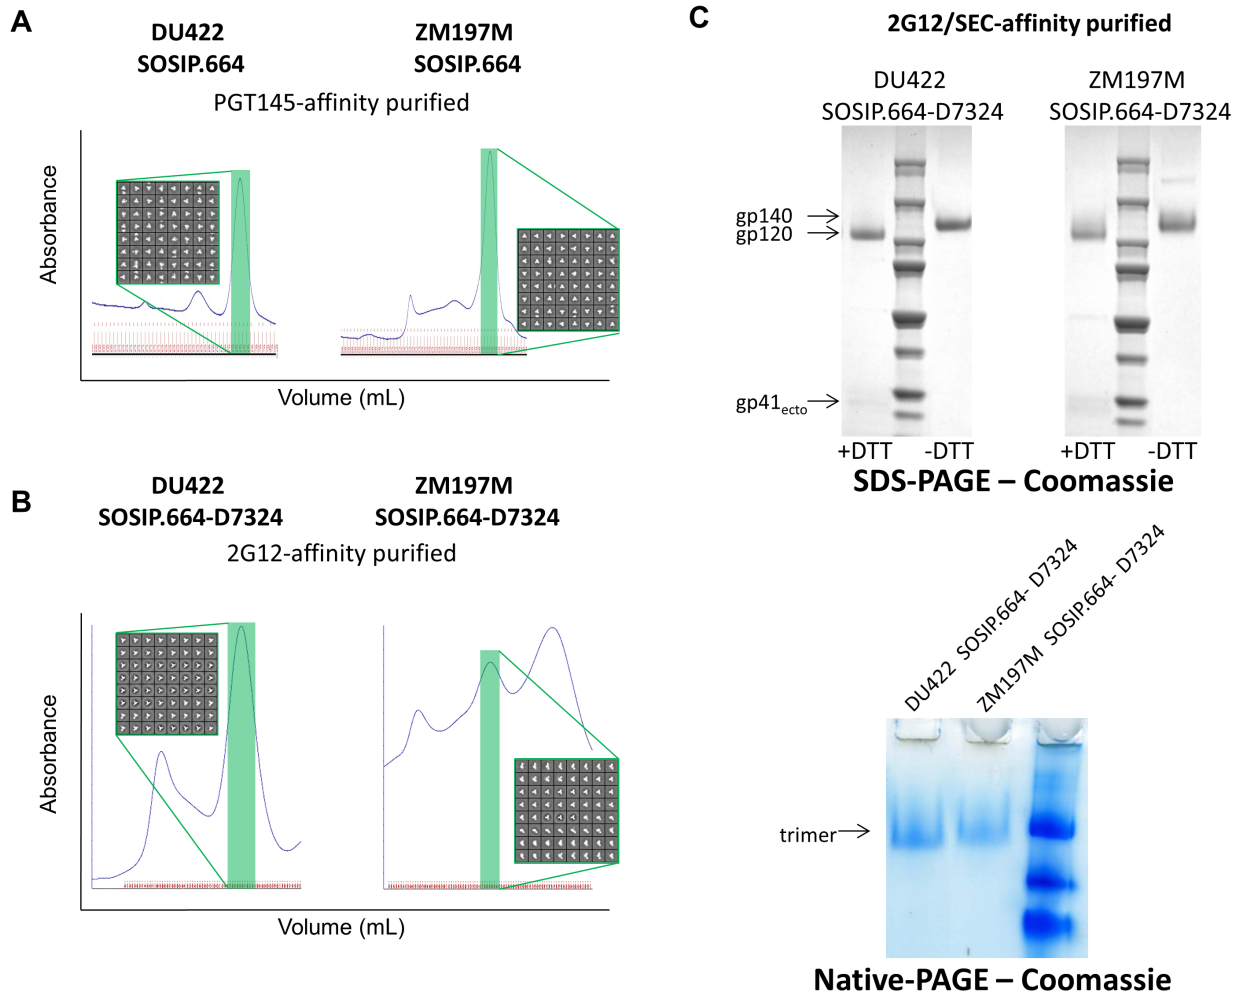 A
DU422
SOSIP.664
ZM197M
SOSIP.664
PGT145-affinity purified
Absorbance
Volume (mL)
B
DU422
SOSIP.664-D7324
ZM197M
SOSIP.664-D7324
2G12-affinity purified
Absorbance
Volume (mL)
C
2G12/SEC-affinity purified
DU422
SOSIP.664-D7324
ZM197M
SOSIP.664-D7324
gp140
gp120
gp41ecto
+DTT -DTT
+DTT -DTT
SDS-PAGE – Coomassie
DU422 SOSIP.664- D7324
ZM197M SOSIP.664- D7324
trimer
Native-PAGE – Coomassie